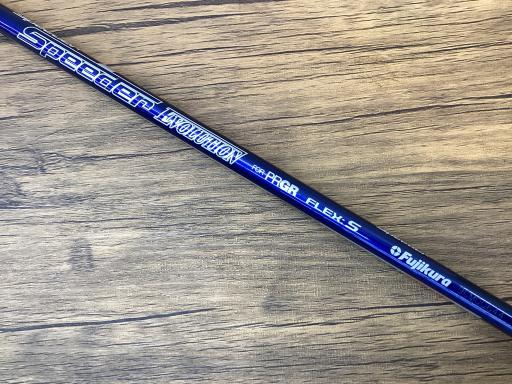 Speeder EVOLUTION FOR PRGR FLEX-S Fujikura